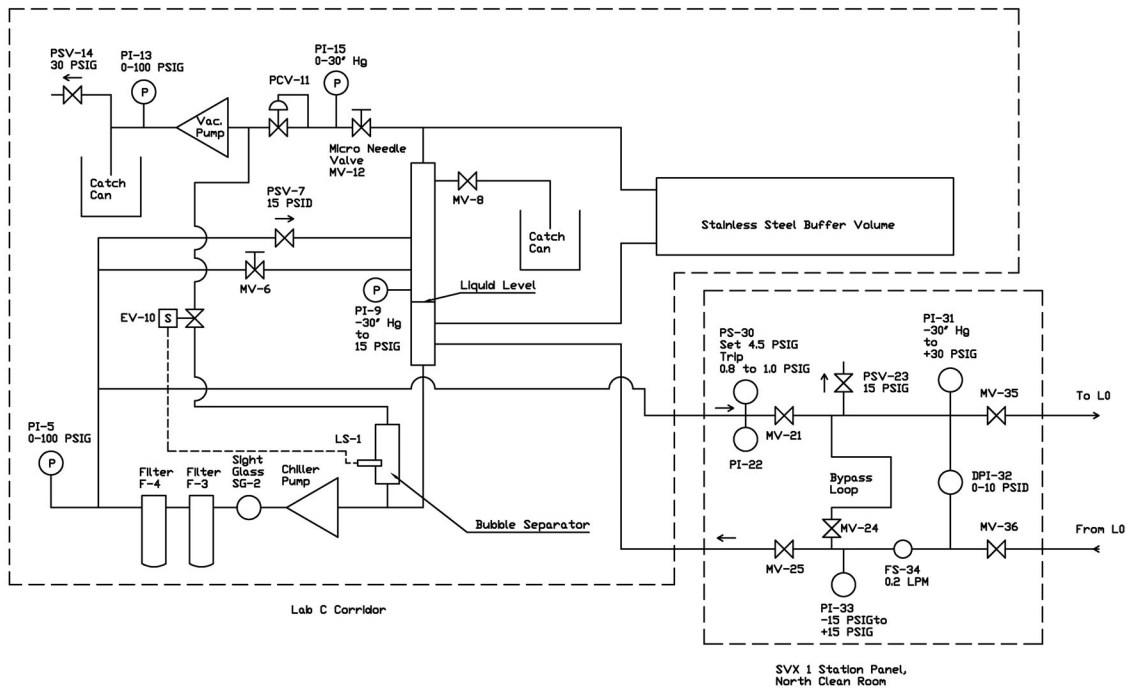 PSV-14
30 PSIG
PI-13
0-100 PSIG
P
Vac.
Pump
Catch
Can
PCV-11
PI-15
0-30" Hg
P
Micro Needle
Valve
MV-12
PSV-7
15 PSID
MV-6
MV-8
Catch
Can
Stainless Steel Buffer Volume
Liquid Level
P
PI-9
-30" Hg
to
15 PSIG
EV-10
S
PI-5
0-100 PSIG
P
Filter
F-4
Filter
F-3
Sight
Glass
SG-2
Chiller
Pump
LS-1
Bubble Separator
Lab C Corridor
PS-30
Set 4.5 PSIG
Trip
0.8 to 1.0 PSIG
PI-22
MV-21
PSV-23
15 PSIG
PI-31
-30" Hg
to
+30 PSIG
MV-35
To L0
Bypass
Loop
DPI-32
0-10 PSID
MV-24
MV-36
From L0
MV-25
FS-34
0.2 LPM
PI-33
-15 PSIGto
+15 PSIG
SVX 1 Station Panel,
North Clean Room